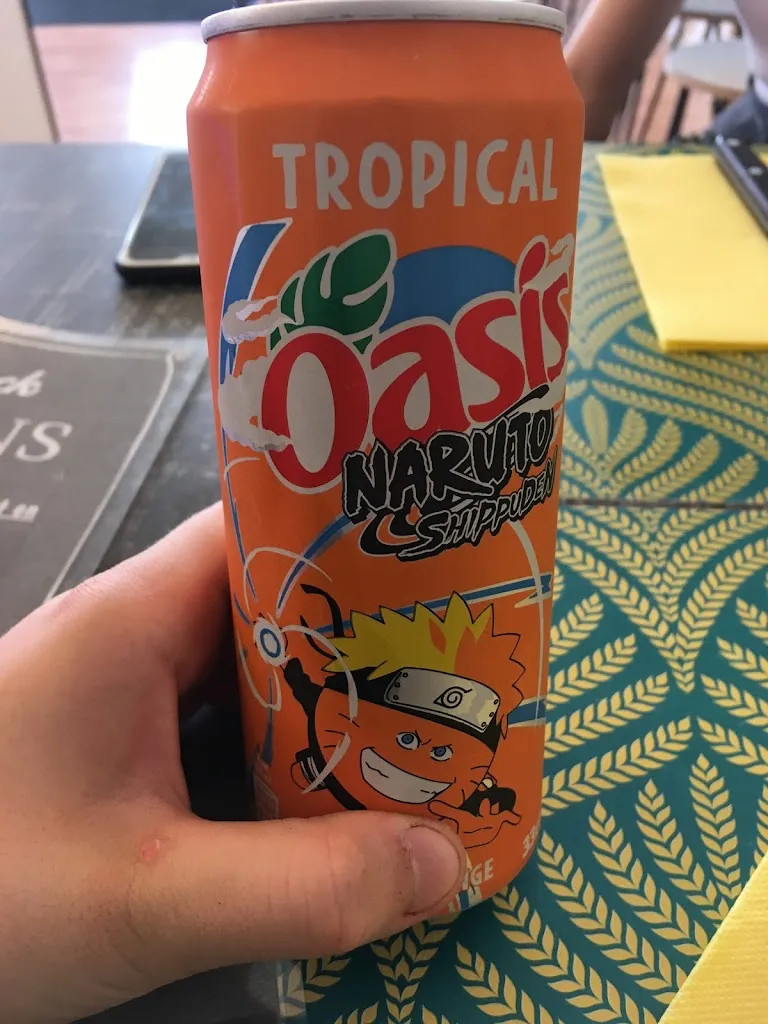 TROPICAL
Oasis
NARUTO
SHIPPUDEN